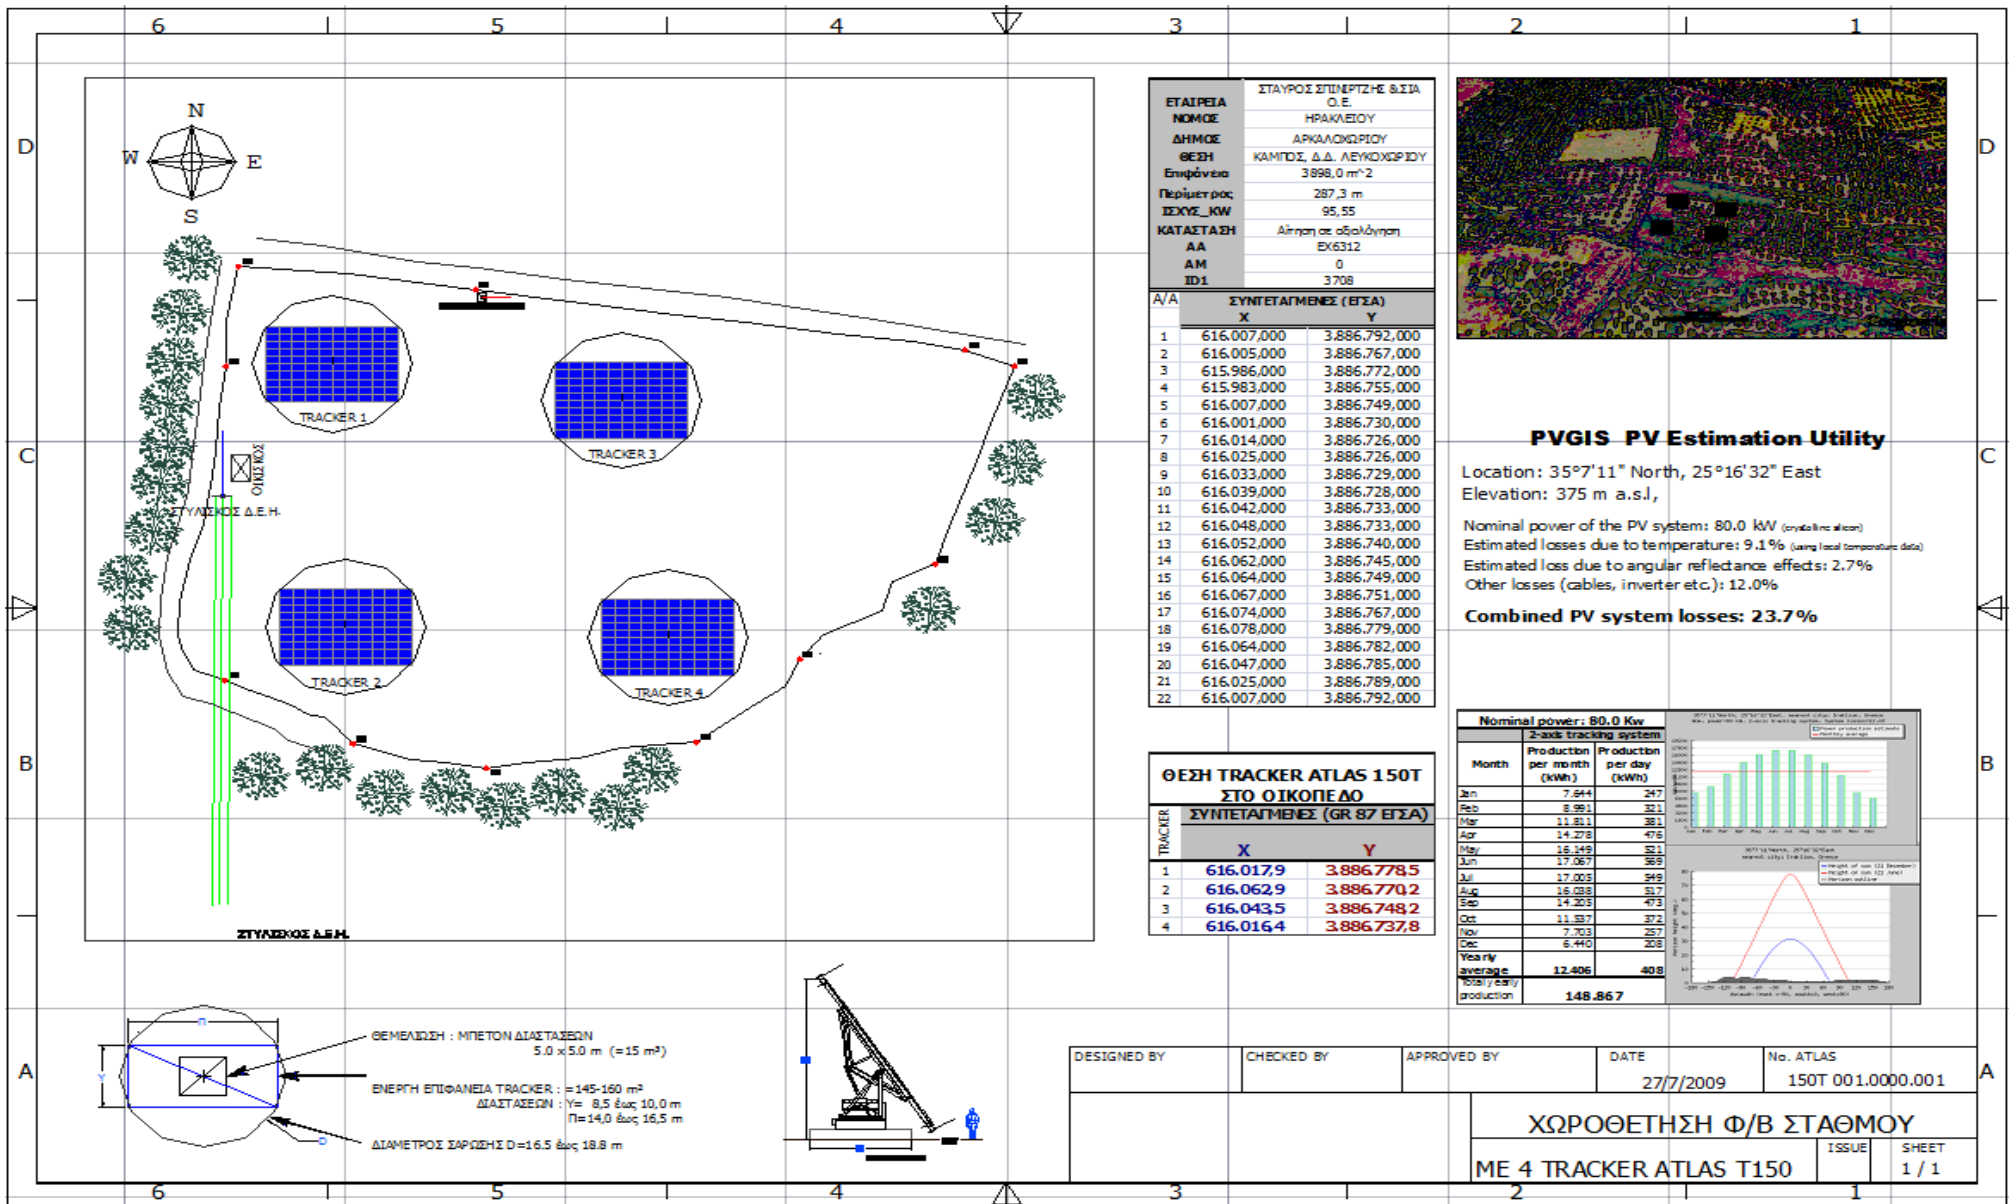 6 5 4 3 2 1
D
D
N
W E
S
TRACKER 1
TRACKER 3
ΟΙΚΙΣΚΟΣ
ΣΤΥΛΙΣΚΟΣ Δ.Ε.Η.
TRACKER 2
TRACKER 4
ΣΤΥΛΙΣΚΟΣ Δ.Ε.Η.
C
C
B
B
A
A
ΕΤΑΙΡΕΙΑ ΣΤΑΥΡΟΣ ΣΠΙΝΙΡΤΖΗΣ & ΣΙΑ
Ο.Ε.
ΝΟΜΟΣ ΗΡΑΚΛΕΙΟΥ
ΔΗΜΟΣ ΑΡΚΑΛΟΧΩΡΙΟΥ
ΘΕΣΗ ΚΑΜΠΟΣ, Δ.Δ. ΛΕΥΚΟΧΩΡΙΟΥ
Επιφάνεια 3898,0 m^2
Περίμετρος 287,3 m
ΙΣΧΥΣ_KW 95,55
ΚΑΤΑΣΤΑΣΗ Αίτηση σε αξιολόγηση
ΑΑ EX6312
ΑΜ 0
ID1 3708
Α/Α ΣΥΝΤΕΤΑΓΜΕΝΕΣ (ΕΓΣΑ)
X Y
1 616.007,000 3.886.792,000
2 616.005,000 3.886.767,000
3 615.986,000 3.886.772,000
4 615.983,000 3.886.755,000
5 616.007,000 3.886.749,000
6 616.001,000 3.886.730,000
7 616.014,000 3.886.726,000
8 616.025,000 3.886.726,000
9 616.033,000 3.886.729,000
10 616.039,000 3.886.728,000
11 616.042,000 3.886.733,000
12 616.048,000 3.886.733,000
13 616.052,000 3.886.740,000
14 616.062,000 3.886.745,000
15 616.064,000 3.886.749,000
16 616.067,000 3.886.751,000
17 616.074,000 3.886.767,000
18 616.078,000 3.886.779,000
19 616.064,000 3.886.782,000
20 616.047,000 3.886.785,000
21 616.025,000 3.886.789,000
22 616.007,000 3.886.792,000
ΘΕΣΗ TRACKER ATLAS 150T
ΣΤΟ ΟΙΚΟΠΕΔΟ
TRACKER
ΣΥΝΤΕΤΑΓΜΕΝΕΣ (GR 87 ΕΓΣΑ)
X Y
1 616.017,9 3.886.778,5
2 616.062,9 3.886.770,2
3 616.043,5 3.886.748,2
4 616.016,4 3.886.737,8
PVGIS PV Estimation Utility
Location: 35°7'11" North, 25°16'32" East
Elevation: 375 m a.s.l,
Nominal power of the PV system: 80.0 kW (crystalline silicon)
Estimated losses due to temperature: 9.1% (using local temperature data)
Estimated loss due to angular reflectance effects: 2.7%
Other losses (cables, inverter etc.): 12.0%
Combined PV system losses: 23.7%
Nominal power: 80.0 Kw
2-axis tracking system
Month Production per month (kWh) Production per day (kWh)
Jan 7.644 247
Feb 8.991 321
Mar 11.811 381
Apr 14.278 476
May 16.149 521
Jun 17.067 569
Jul 17.005 549
Aug 16.038 517
Sep 14.205 473
Oct 11.537 372
Nov 7.703 257
Dec 6.440 208
Yearly average 12.406 408
Total yearly production 148.867
Π
Y
D
ΘΕΜΕΛΙΩΣΗ : ΜΠΕΤΟΝ ΔΙΑΣΤΑΣΕΩΝ
5.0 x 5.0 m (=15 m³)
ΕΝΕΡΓΗ ΕΠΙΦΑΝΕΙΑ TRACKER : =145-160 m²
ΔΙΑΣΤΑΣΕΩΝ : Υ= 8,5 έως 10,0 m
Π=14,0 έως 16,5 m
ΔΙΑΜΕΤΡΟΣ ΣΑΡΩΣΗΣ D=16.5 έως 18.8 m
DESIGNED BY CHECKED BY APPROVED BY DATE No. ATLAS
27/7/2009 150T 001.0000.001
ΧΩΡΟΘΕΤΗΣΗ Φ/Β ΣΤΑΘΜΟΥ
ΜΕ 4 TRACKER ATLAS T150
ISSUE SHEET
1 / 1
6 5 4 3 2 1